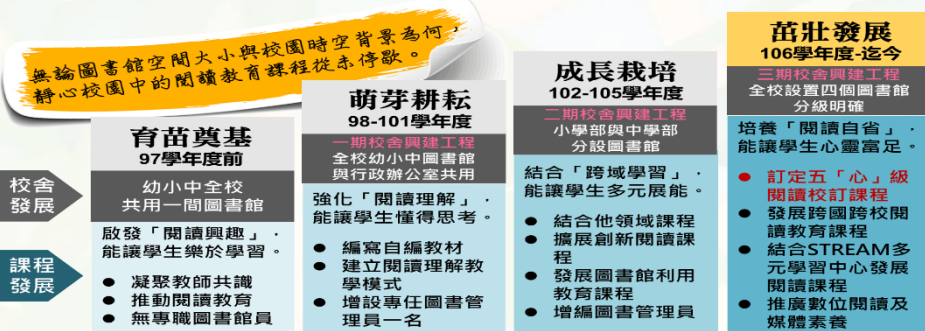 無論圖書館空間大小與校園時空背景為何，
靜心校園中的閱讀教育課程從未停歇。
校舍
發展
課程
發展
育苗奠基
97學年度前
幼小中全校
共用一間圖書館
啟發「閱讀興趣」，
能讓學生樂於學習。
● 凝聚教師共識
● 推動閱讀教育
● 無專職圖書館員
萌芽耕耘
98-101學年度
一期校舍興建工程
全校幼小中圖書館
與行政辦公室共用
強化「閱讀理解」，
能讓學生懂得思考。
● 編寫自編教材
● 建立閱讀理解教
學模式
● 增設專任圖書管
理員一名
成長栽培
102-105學年度
二期校舍興建工程
小學部與中學部
分設圖書館
結合「跨域學習」，
能讓學生多元展能。
● 結合他領域課程
● 擴展創新閱讀課
程
● 發展圖書館利用
教育課程
● 增編圖書管理員
茁壯發展
106學年度-迄今
三期校舍興建工程
全校設置四個圖書館
分級明確
培養「閱讀自省」，
能讓學生心靈富足。
● 訂定五「心」級
閱讀校訂課程
● 發展跨國跨校閱
讀教育課程
● 結合STREAM多
元學習中心發展
閱讀課程
● 推廣數位閱讀及
媒體素養